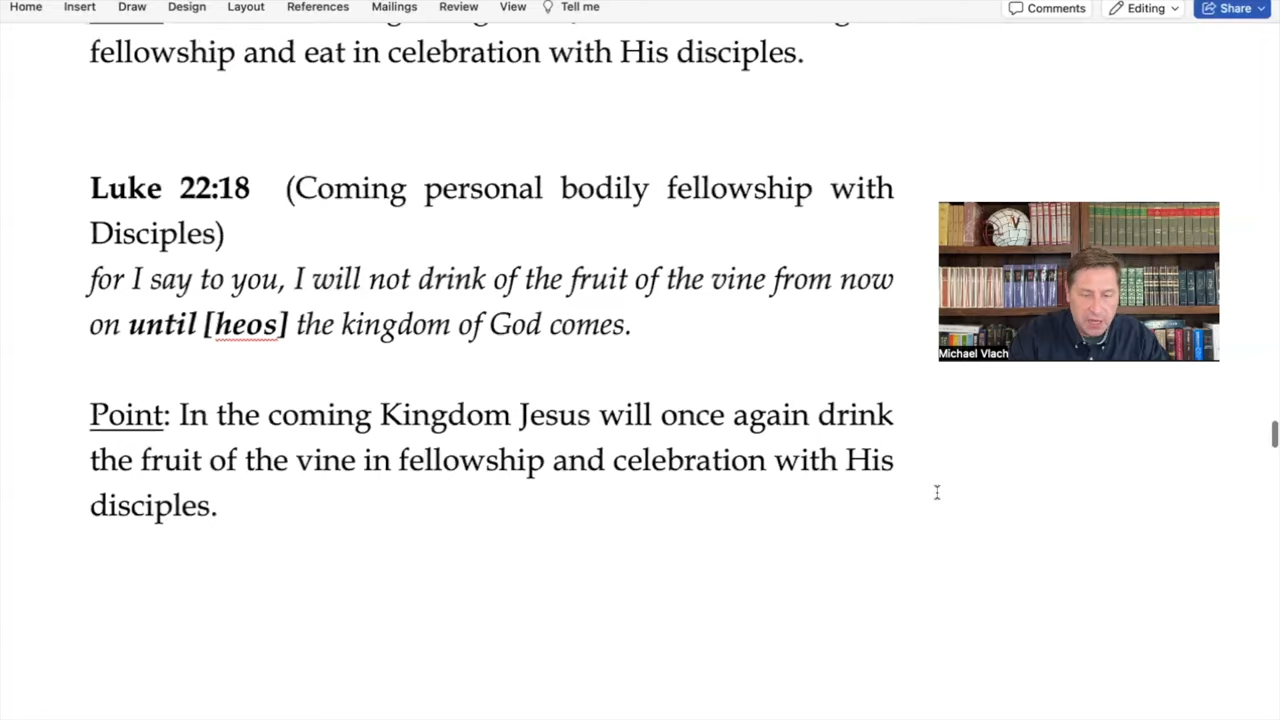 Home Insert Draw Design Layout References Mailings Review View Tell me Comments Editing Share
fellowship and eat in celebration with His disciples.
Luke 22:18 (Coming personal bodily fellowship with
Disciples)
for I say to you, I will not drink of the fruit of the vine from now
on until [heos] the kingdom of God comes.
Michael Vlach
Point: In the coming Kingdom Jesus will once again drink
the fruit of the vine in fellowship and celebration with His
disciples.